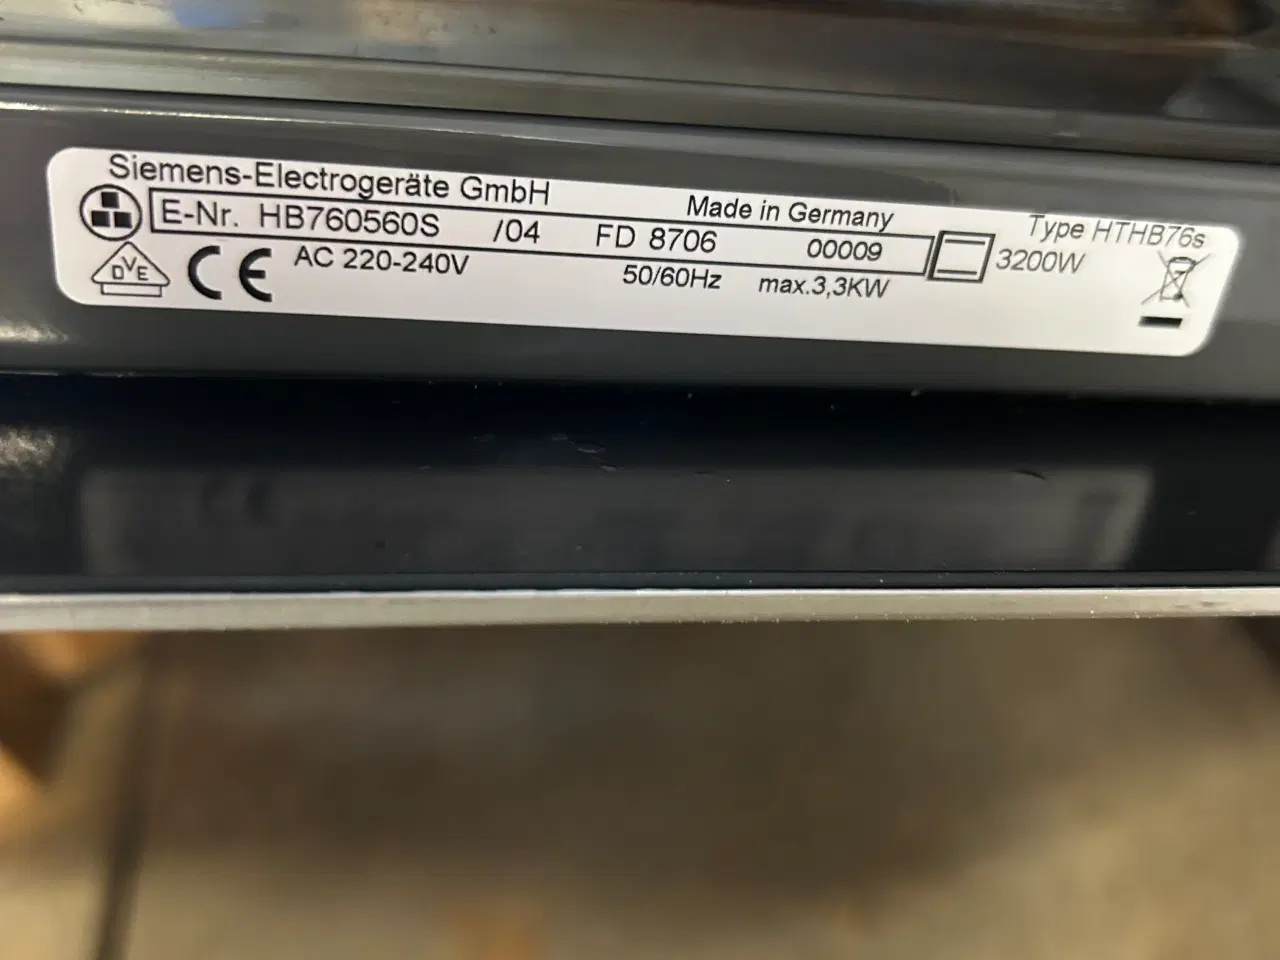 Siemens-Electrogeräte GmbH Made in Germany Type HTHB76s
E-Nr. HB760560S /04 FD 8706 00009 3200W
DVE CE AC 220-240V 50/60Hz max.3,3KW